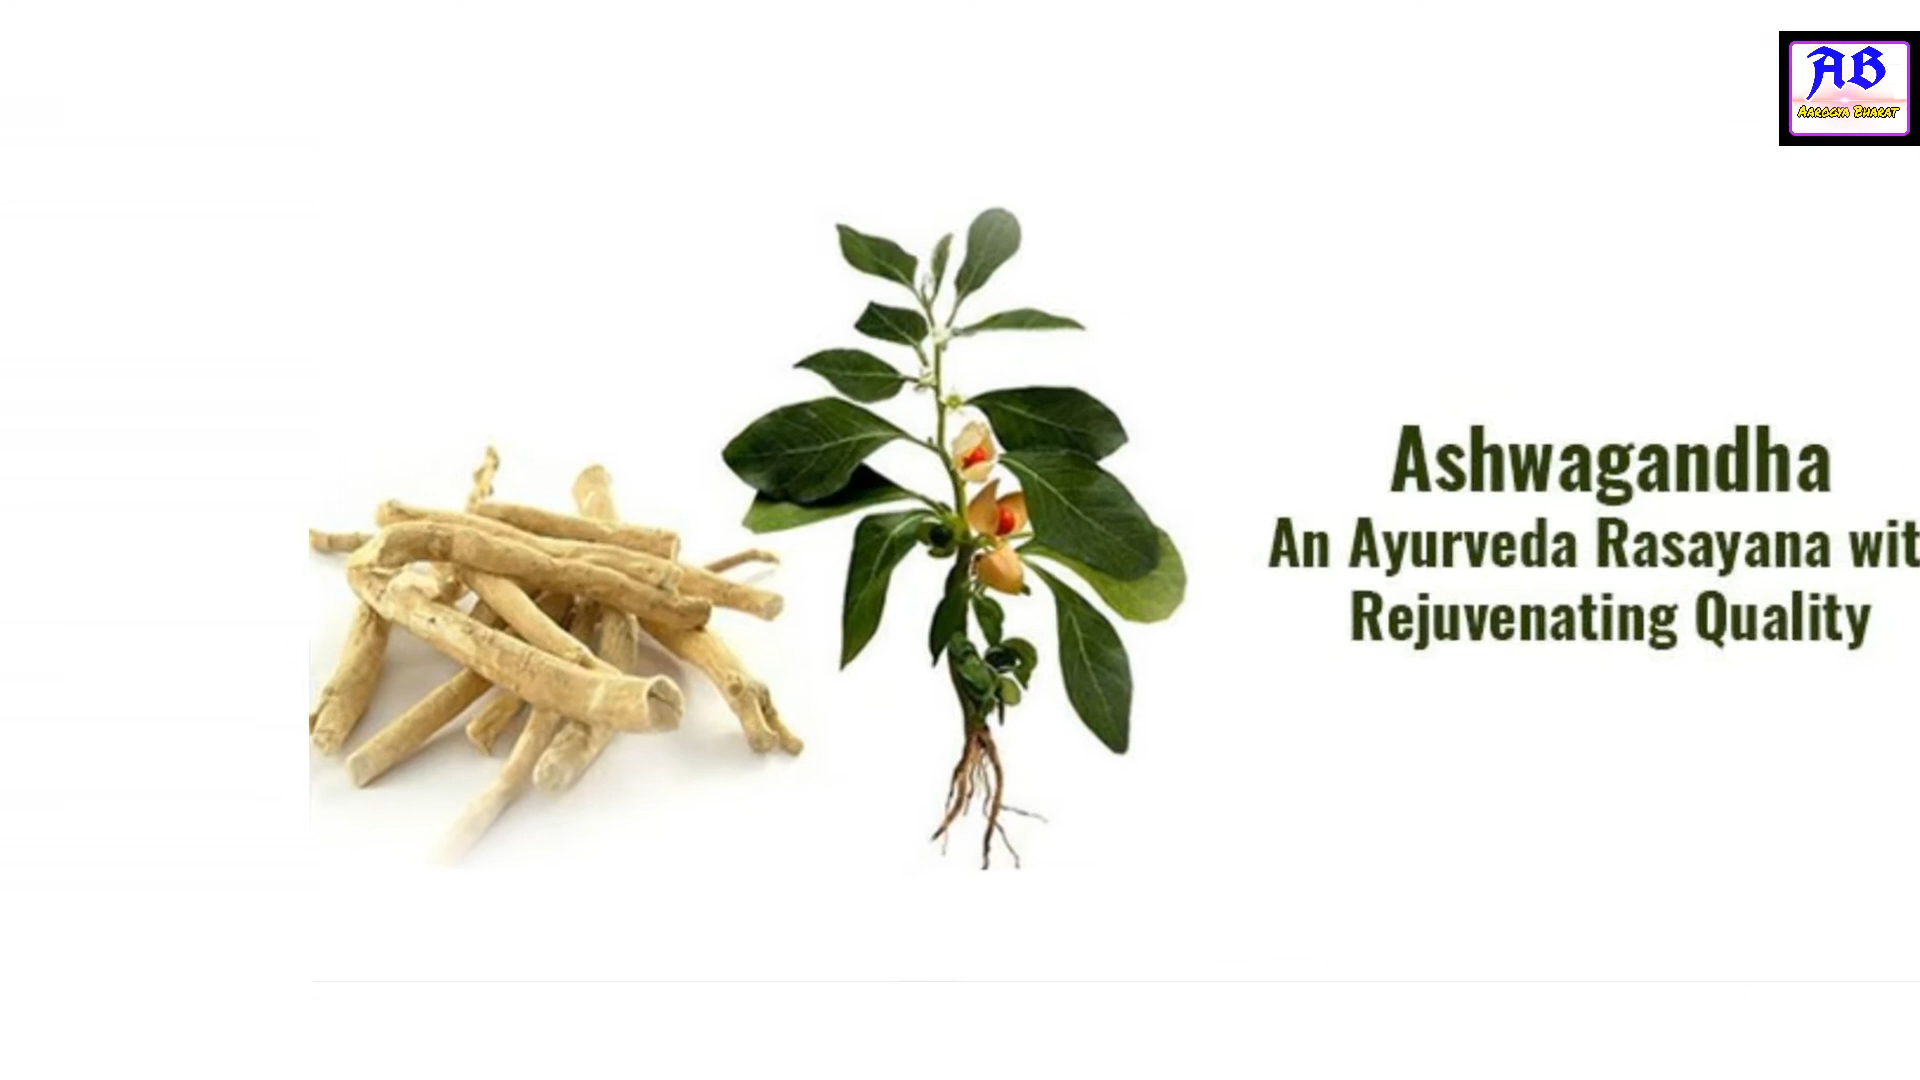 AB
Aarogya Bharat
Ashwagandha
An Ayurveda Rasayana wit
Rejuvenating Quality